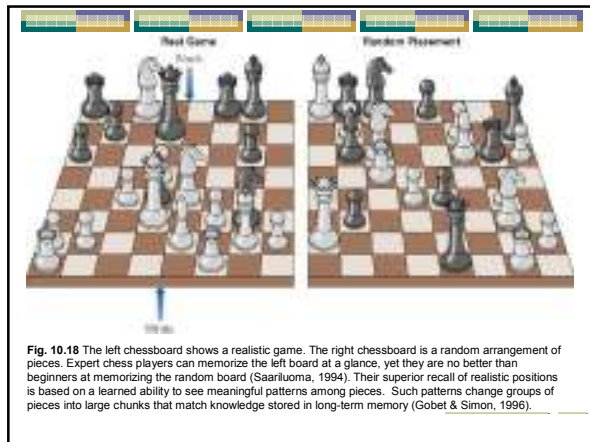 Real Game
Random Placement
Black
White
Fig. 10.18 The left chessboard shows a realistic game. The right chessboard is a random arrangement of
pieces. Expert chess players can memorize the left board at a glance, yet they are no better than
beginners at memorizing the random board (Saariluoma, 1994). Their superior recall of realistic positions
is based on a learned ability to see meaningful patterns among pieces. Such patterns change groups of
pieces into large chunks that match knowledge stored in long-term memory (Gobet & Simon, 1996).